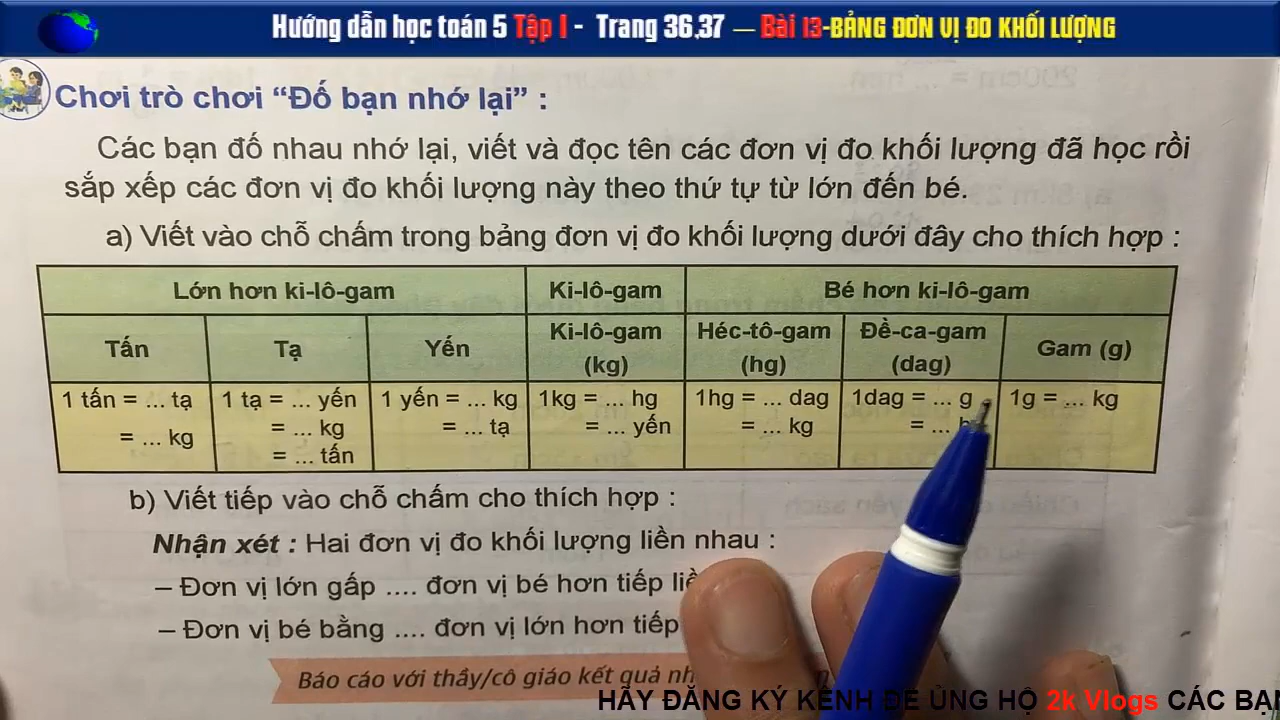 Hướng dẫn học toán 5 Tập I - Trang 36,37 – Bài 13-BẢNG ĐƠN VỊ ĐO KHỐI LƯỢNG
Chơi trò chơi “Đố bạn nhớ lại” :
Các bạn đố nhau nhớ lại, viết và đọc tên các đơn vị đo khối lượng đã học rồi
sắp xếp các đơn vị đo khối lượng này theo thứ tự từ lớn đến bé.
a) Viết vào chỗ chấm trong bảng đơn vị đo khối lượng dưới đây cho thích hợp :
Lớn hơn ki-lô-gam Ki-lô-gam Bé hơn ki-lô-gam
Tấn Tạ Yến Ki-lô-gam (kg) Héc-tô-gam (hg) Đề-ca-gam (dag) Gam (g)
1 tấn = ... tạ 1 tạ = ... yến 1 yến = ... kg 1kg = ... hg 1hg = ... dag 1dag = ... g 1g = ... kg
= ... kg = ... kg = ... tạ = ... yến = ... kg = ...
= ... tấn
b) Viết tiếp vào chỗ chấm cho thích hợp :
Nhận xét : Hai đơn vị đo khối lượng liền nhau :
– Đơn vị lớn gấp .... đơn vị bé hơn tiếp
– Đơn vị bé bằng .... đơn vị lớn hơn tiếp
Báo cáo với thầy/cô giáo kết quả
HÃY ĐĂNG KÝ KÊNH ĐỂ ỦNG HỘ 2k Vlogs CÁC